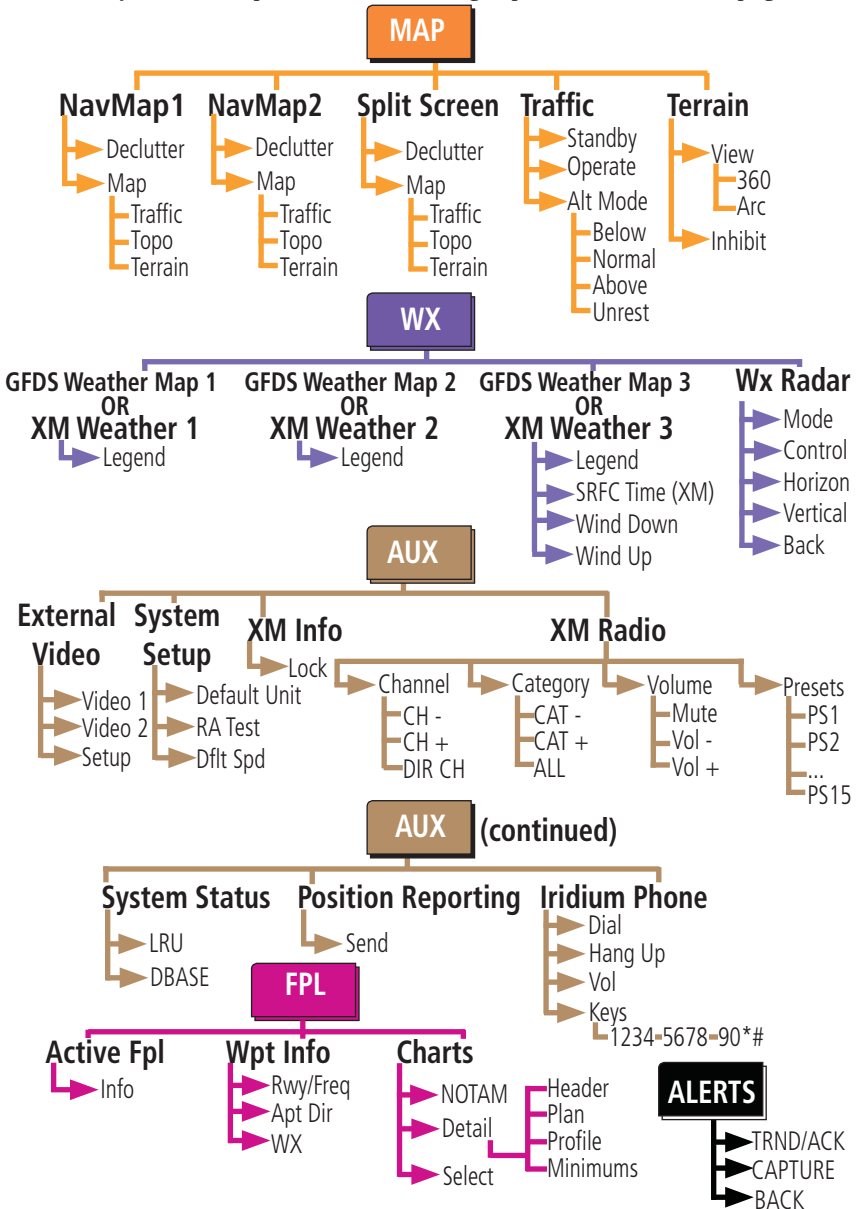 MAP
NavMap1
Declutter
Map
Traffic
Topo
Terrain
NavMap2
Declutter
Map
Traffic
Topo
Terrain
Split Screen
Declutter
Map
Traffic
Topo
Terrain
Traffic
Standby
Operate
Alt Mode
Below
Normal
Above
Unrest
Terrain
View
360
Arc
Inhibit
WX
GFDS Weather Map 1
OR
XM Weather 1
Legend
GFDS Weather Map 2
OR
XM Weather 2
Legend
GFDS Weather Map 3
OR
XM Weather 3
Legend
SRFC Time (XM)
Wind Down
Wind Up
Wx Radar
Mode
Control
Horizon
Vertical
Back
AUX
External
Video
Video 1
Video 2
Setup
System
Setup
Default Unit
RA Test
Dflt Spd
XM Info
Lock
XM Radio
Channel
CH -
CH +
DIR CH
Category
CAT -
CAT +
ALL
Volume
Mute
Vol -
Vol +
Presets
PS1
PS2
...
PS15
AUX (continued)
System Status
LRU
DBASE
Position Reporting
Send
Iridium Phone
Dial
Hang Up
Vol
Keys
1234-5678-90*#
FPL
Active Fpl
Info
Wpt Info
Rwy/Freq
Apt Dir
WX
Charts
NOTAM
Detail
Header
Plan
Profile
Minimums
Select
ALERTS
TRND/ACK
CAPTURE
BACK